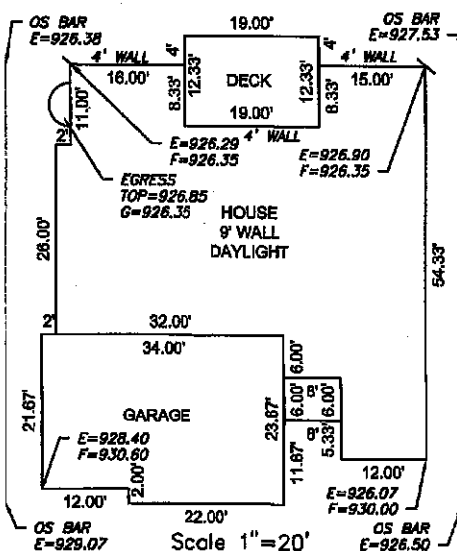 OS BAR
E=926.38
19.00'
OS BAR
E=927.53
4' WALL
4'
4'
4' WALL
16.00'
8.33'
12.33'
DECK
12.33'
8.33'
15.00'
11.00'
19.00'
4' WALL
2'
E=926.29
F=926.35
E=926.90
F=926.35
EGRESS
TOP=926.85
G=926.35
HOUSE
9' WALL
DAYLIGHT
26.00'
54.33'
2'
32.00'
34.00'
6.00'
21.67'
GARAGE
23.67'
6.00'
8'
6.00'
8'
E=928.40
F=930.60
11.67'
5.33'
2.00'
12.00'
12.00'
22.00'
E=926.07
F=930.00
OS BAR
E=929.07
Scale 1"=20'
OS BAR
E=926.50